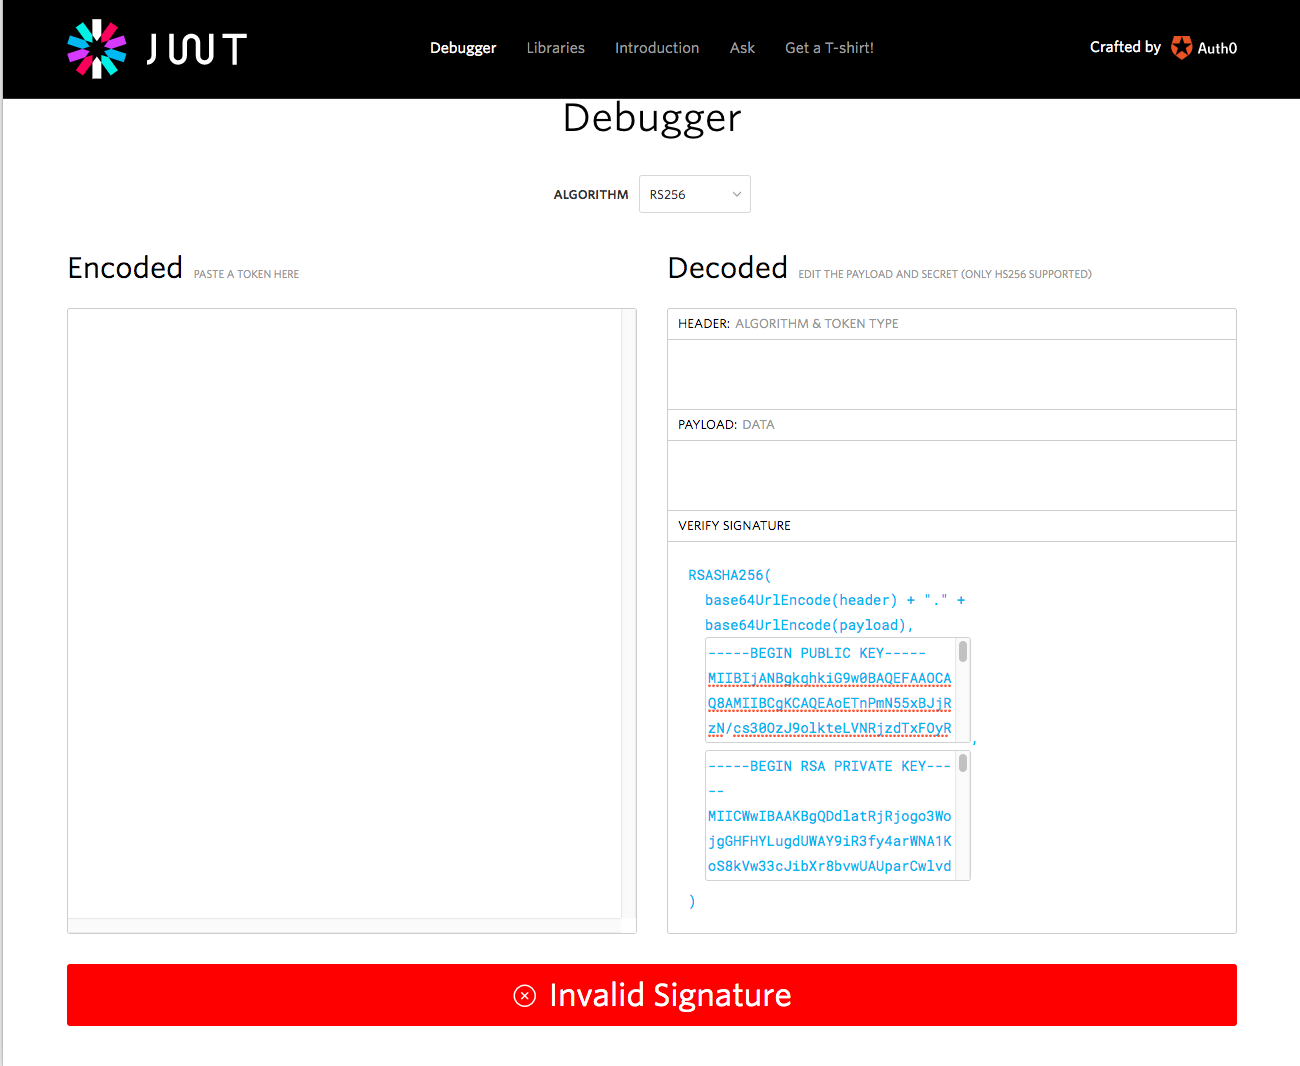 JWT
Debugger Libraries Introduction Ask Get a T-shirt!
Crafted by Auth0
Debugger
ALGORITHM RS256
Encoded PASTE A TOKEN HERE
Decoded EDIT THE PAYLOAD AND SECRET (ONLY HS256 SUPPORTED)
HEADER: ALGORITHM & TOKEN TYPE
PAYLOAD: DATA
VERIFY SIGNATURE
RSASHA256(
base64UrlEncode(header) + "." +
base64UrlEncode(payload),
-----BEGIN PUBLIC KEY-----
MIIBIjANBgkqhkiG9w0BAQEFAAOCA
Q8AMIIBCgKCAQEAoETnPmN55xBJjR
zN/cs30OzJ9olkteLVNRjzdTxFOyR
,
-----BEGIN RSA PRIVATE KEY---
--
MIICWwIBAAKBgQDdlatRjRjogo3Wo
jgGHFHYLugdUWAY9iR3fy4arWNA1K
oS8kVw33cJibXr8bvwUAUparCwlvd
)
Invalid Signature